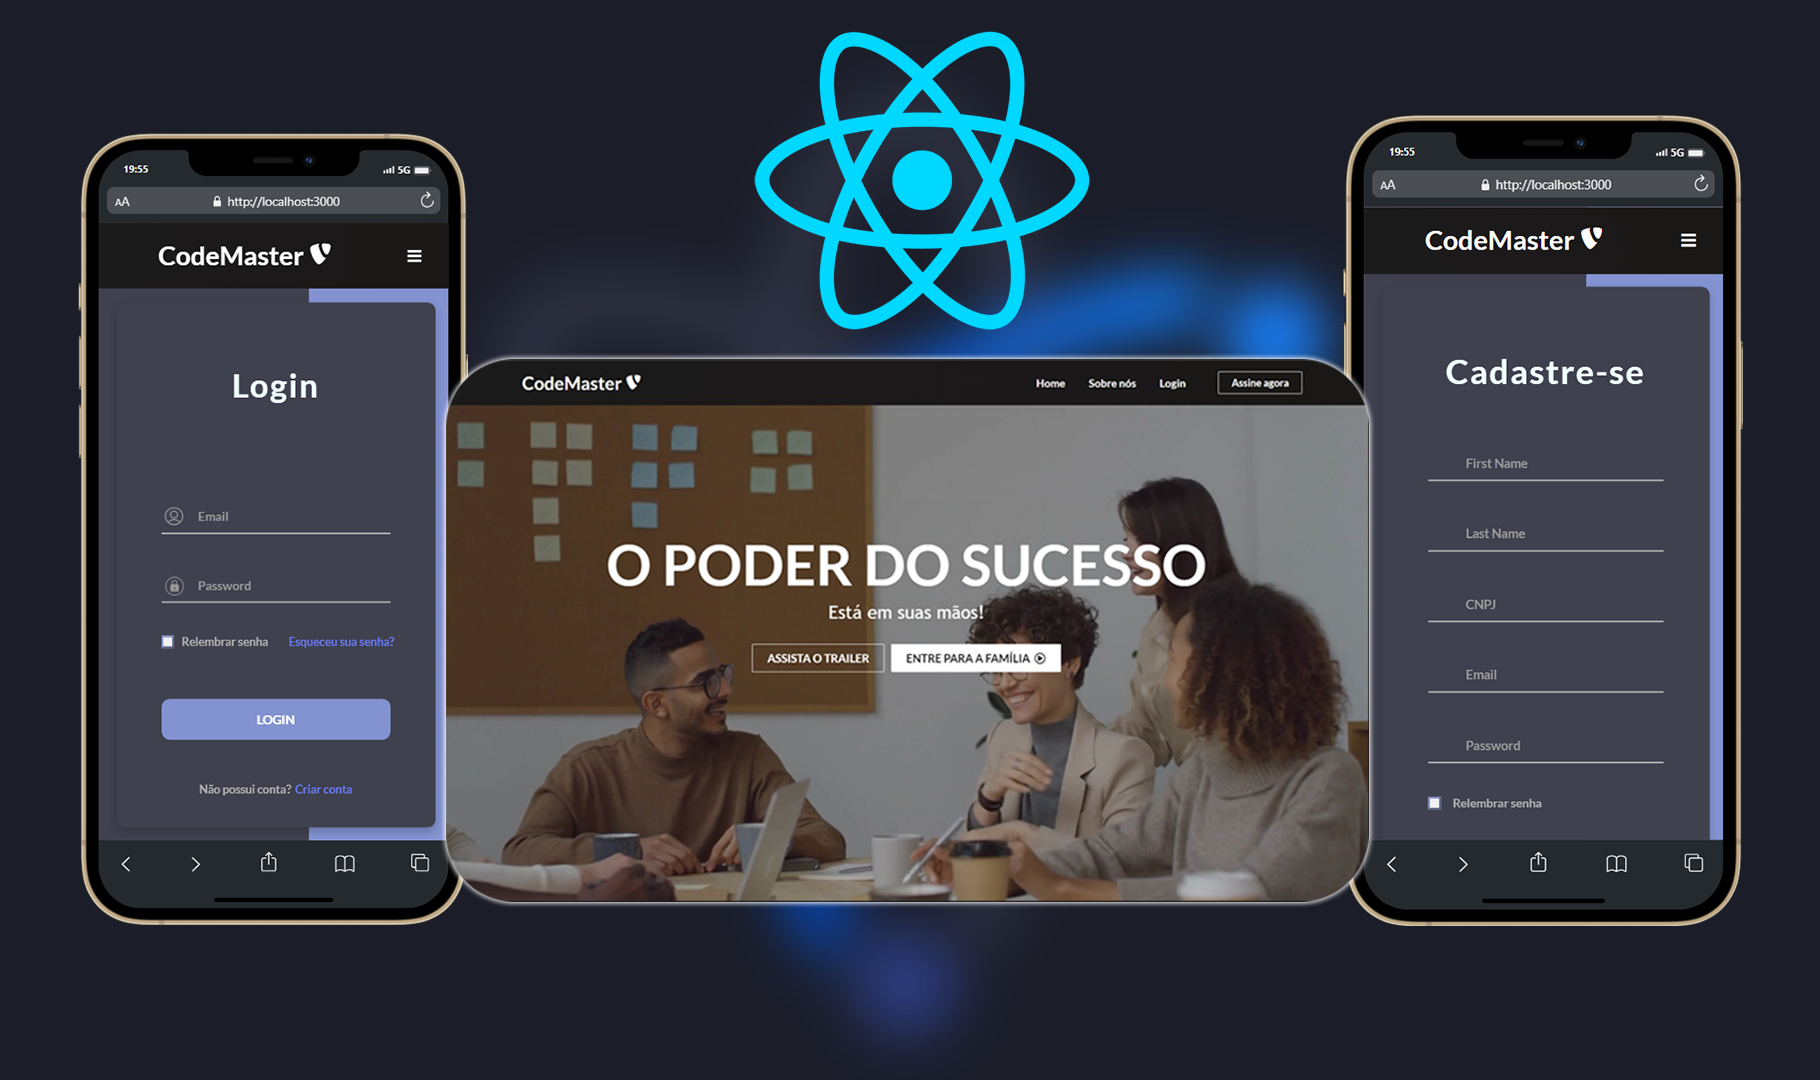 19:55
5G
AA
http://localhost:3000
CodeMaster
Login
Email
Password
Relembrar senha
Esqueceu sua senha?
LOGIN
Não possui conta? Criar conta
CodeMaster
Home
Sobre nós
Login
Assine agora
O PODER DO SUCESSO
Está em suas mãos!
ASSISTA O TRAILER
ENTRE PARA A FAMÍLIA
19:55
5G
AA
http://localhost:3000
CodeMaster
Cadastre-se
First Name
Last Name
CNPJ
Email
Password
Relembrar senha